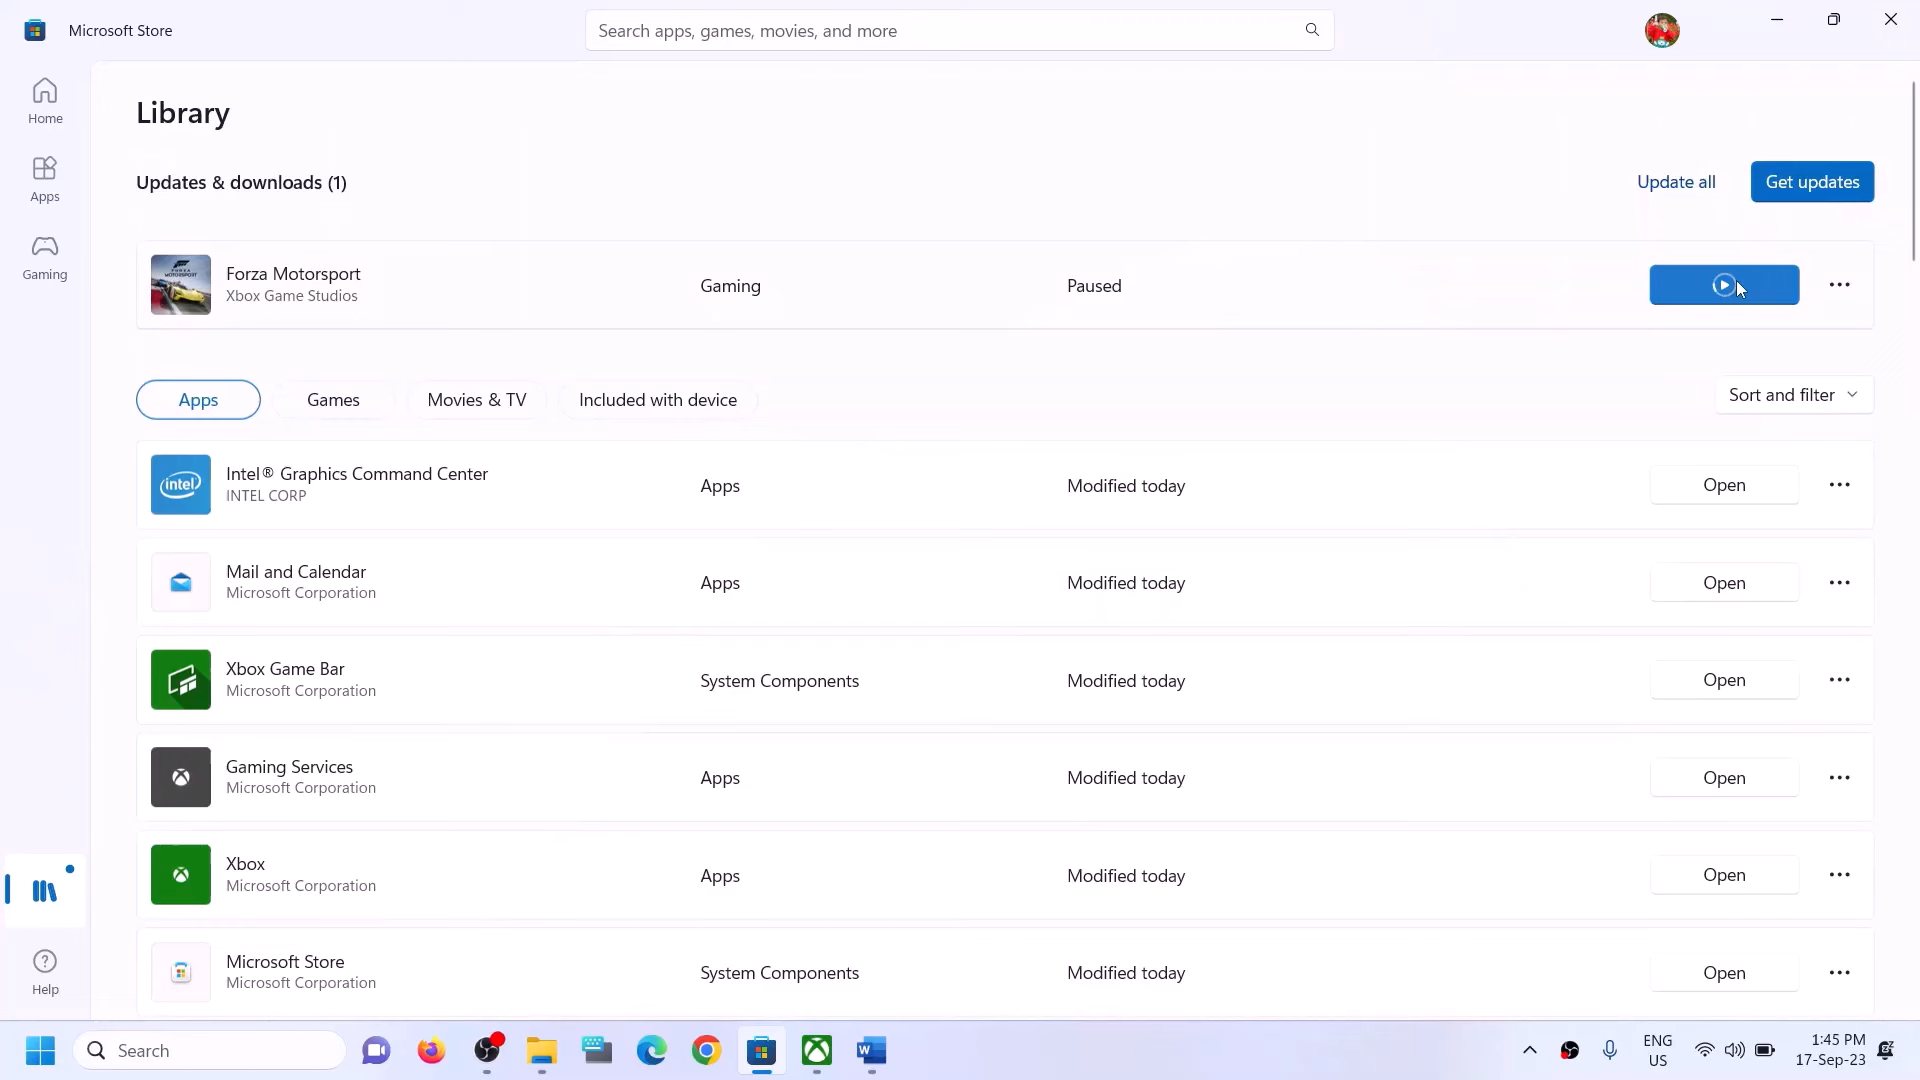 Microsoft Store
Search apps, games, movies, and more
Home
Apps
Gaming
Help
Library
Updates & downloads (1)
Update all
Get updates
Forza Motorsport
Xbox Game Studios
Gaming
Paused
Apps
Games
Movies & TV
Included with device
Sort and filter
intel
Intel® Graphics Command Center
INTEL CORP
Apps
Modified today
Open
Mail and Calendar
Microsoft Corporation
Apps
Modified today
Open
Xbox Game Bar
Microsoft Corporation
System Components
Modified today
Open
Gaming Services
Microsoft Corporation
Apps
Modified today
Open
Xbox
Microsoft Corporation
Apps
Modified today
Open
Microsoft Store
Microsoft Corporation
System Components
Modified today
Open
Search
ENG
US
1:45 PM
17-Sep-23